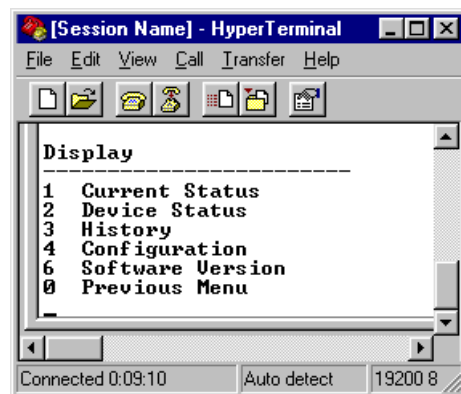 [Session Name] - HyperTerminal
File Edit View Call Transfer Help
Display
------------------------
1 Current Status
2 Device Status
3 History
4 Configuration
6 Software Version
0 Previous Menu
_
Connected 0:09:10 Auto detect 19200 8